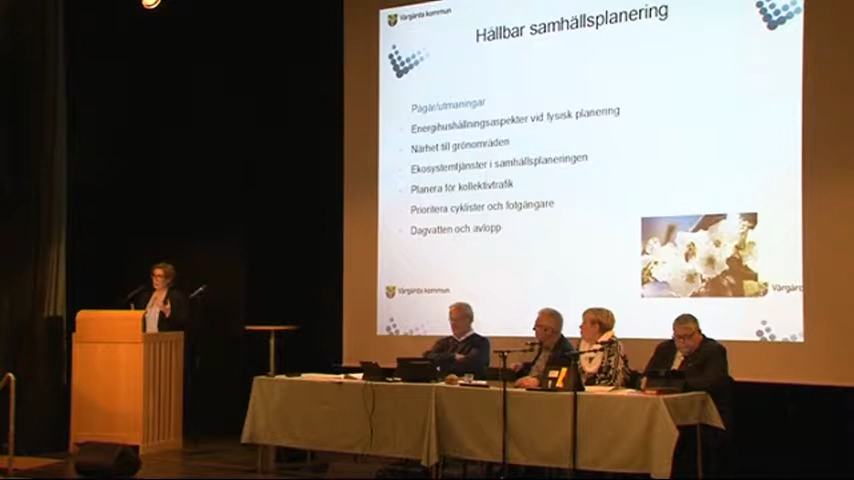 Vårgårda kommun
Hållbar samhällsplanering
Pågår/utmaningar
Energihushållningsaspekter vid fysisk planering
Närhet till grönområden
Ekosystemtjänster i samhällsplaneringen
Planera för kollektivtrafik
Prioritera cyklister och fotgängare
Dagvatten och avlopp
Vårgårda kommun
Vårgård